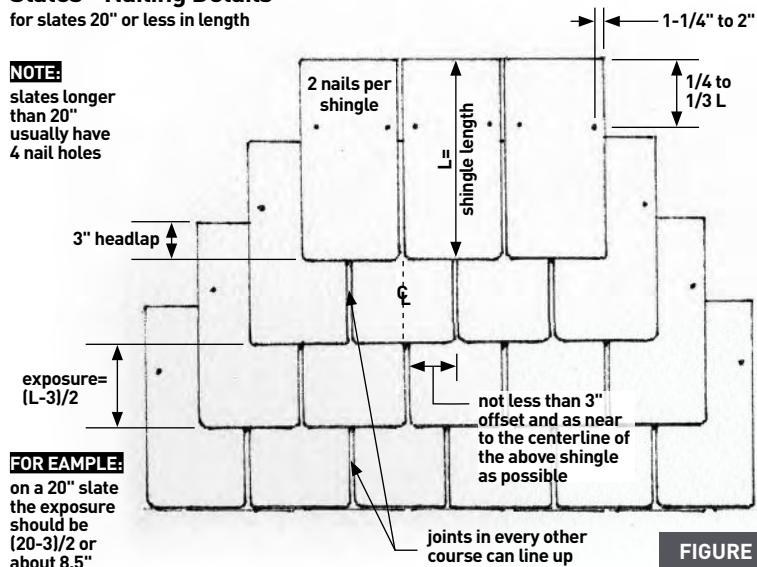 Slates - Nailing Details
for slates 20" or less in length
1-1/4" to 2"
NOTE:
slates longer
than 20"
usually have
4 nail holes
2 nails per
shingle
L=
shingle length
1/4 to
1/3 L
3" headlap
℄
exposure=
(L-3)/2
not less than 3"
offset and as near
to the centerline of
the above shingle
as possible
FOR EAMPLE:
on a 20" slate
the exposure
should be
(20-3)/2 or
about 8.5"
joints in every other
course can line up
FIGURE